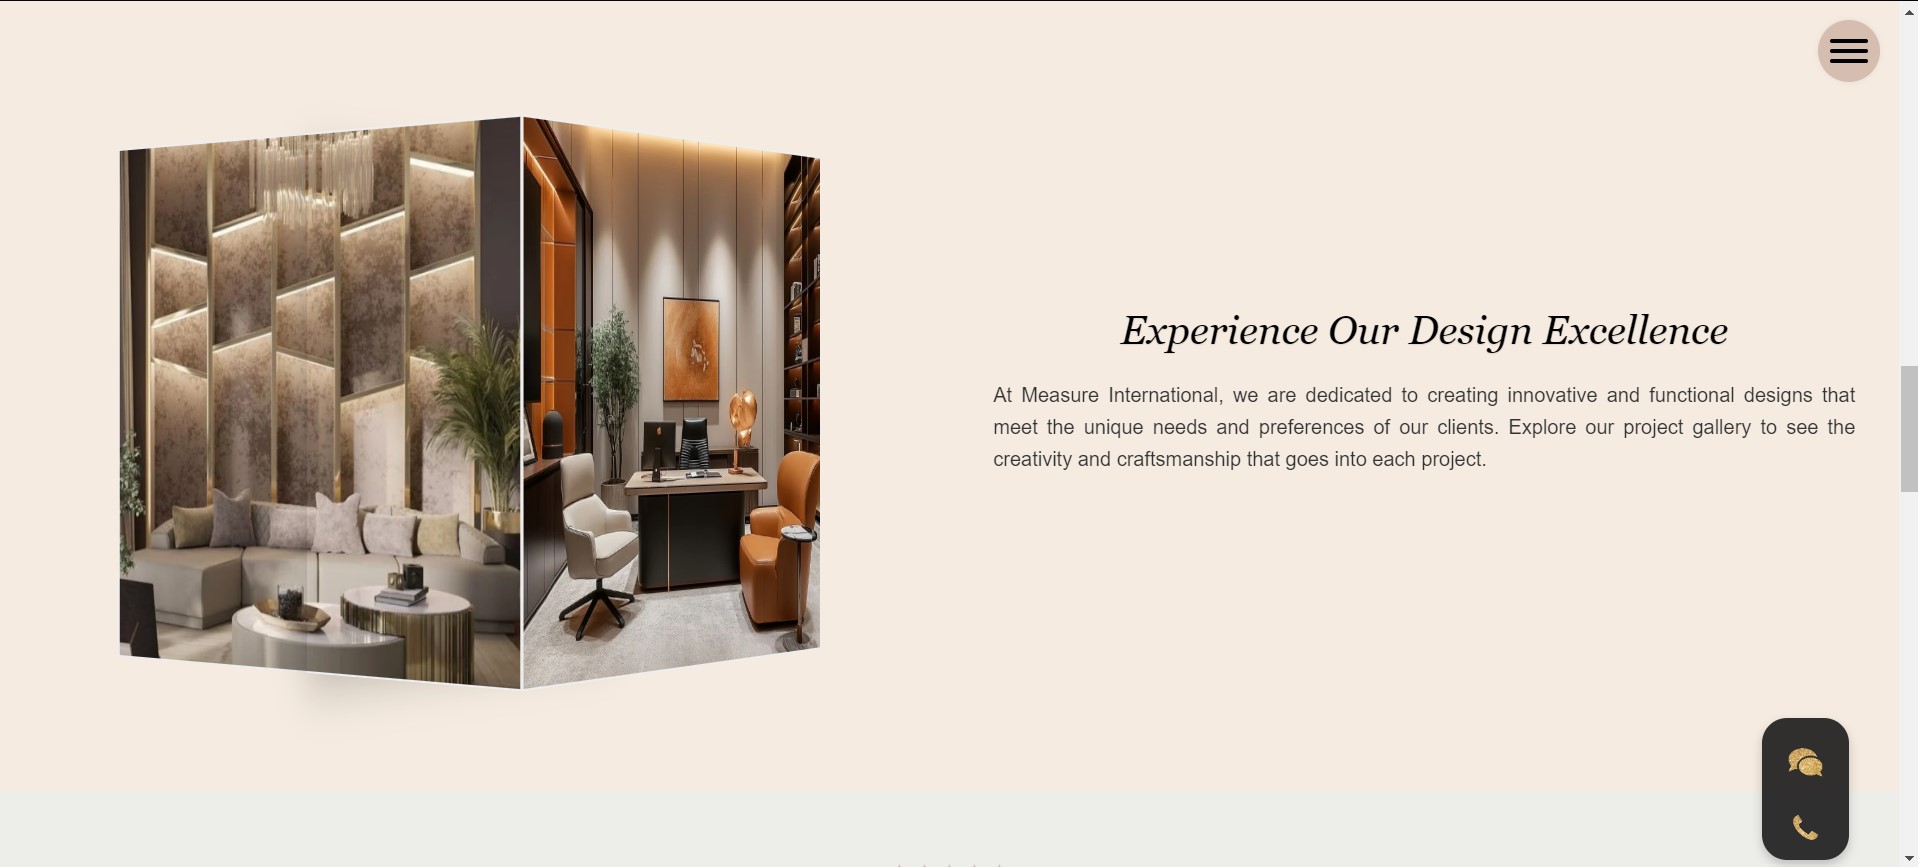 Experience Our Design Excellence
At Measure International, we are dedicated to creating innovative and functional designs that
meet the unique needs and preferences of our clients. Explore our project gallery to see the
creativity and craftsmanship that goes into each project.